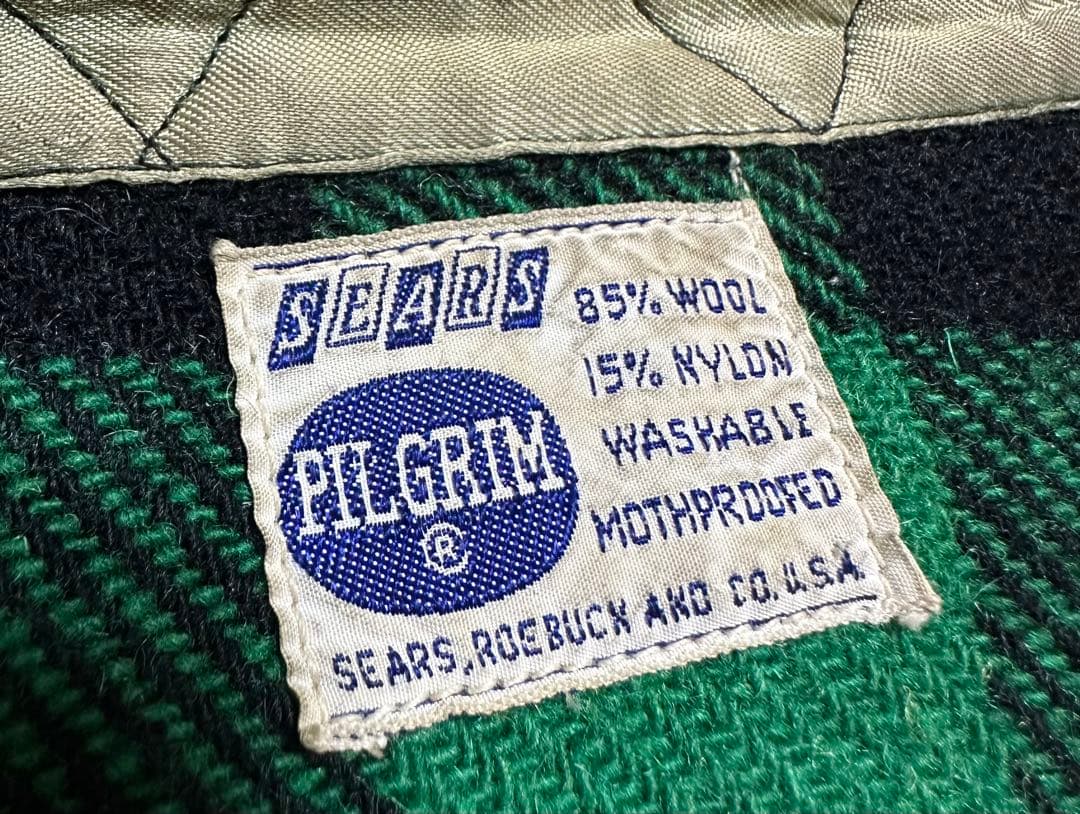 SEARS
PILGRIM
®
85% WOOL
15% NYLON
WASHABLE
MOTHPROOFED
SEARS, ROEBUCK AND CO. U.S.A.